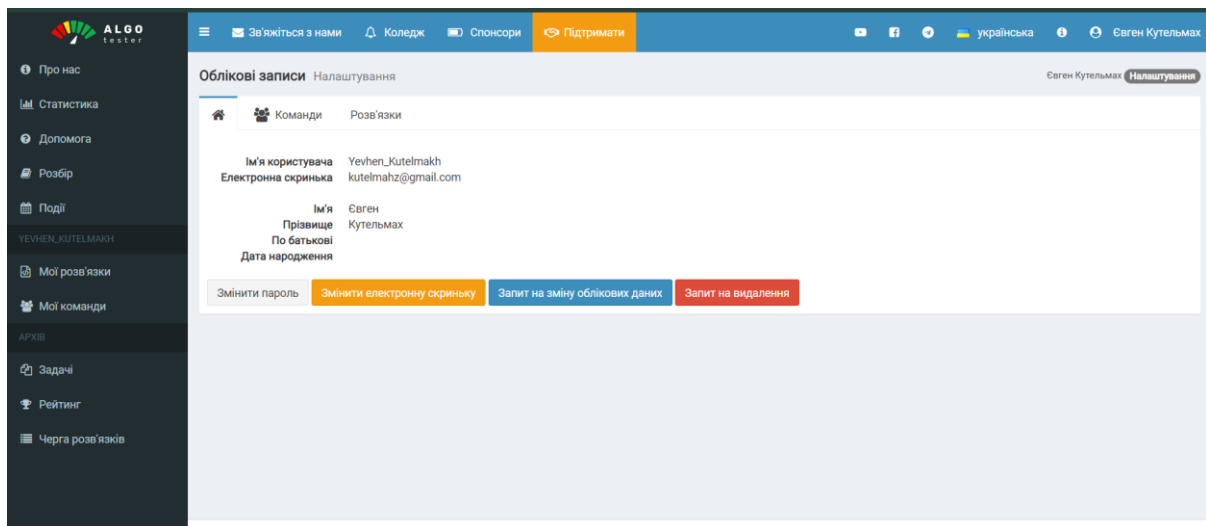 ALGO
tester
Зв'яжіться з нами Коледж Спонсори Підтримати українська Євген Кутельмах
Про нас
Статистика
Допомога
Розбір
Події
YEVHEN_KUTELMAKH
Мої розв'язки
Мої команди
АРХІВ
Задачі
Рейтинг
Черга розв'язків
Облікові записи Налаштування
Євген Кутельмах Налаштування
Команди Розв'язки
Ім'я користувача Yevhen_Kutelmakh
Електронна скринька kutelmahz@gmail.com
Ім'я Євген
Прізвище Кутельмах
По батькові
Дата народження
Змінити пароль Змінити електронну скриньку Запит на зміну облікових даних Запит на видалення